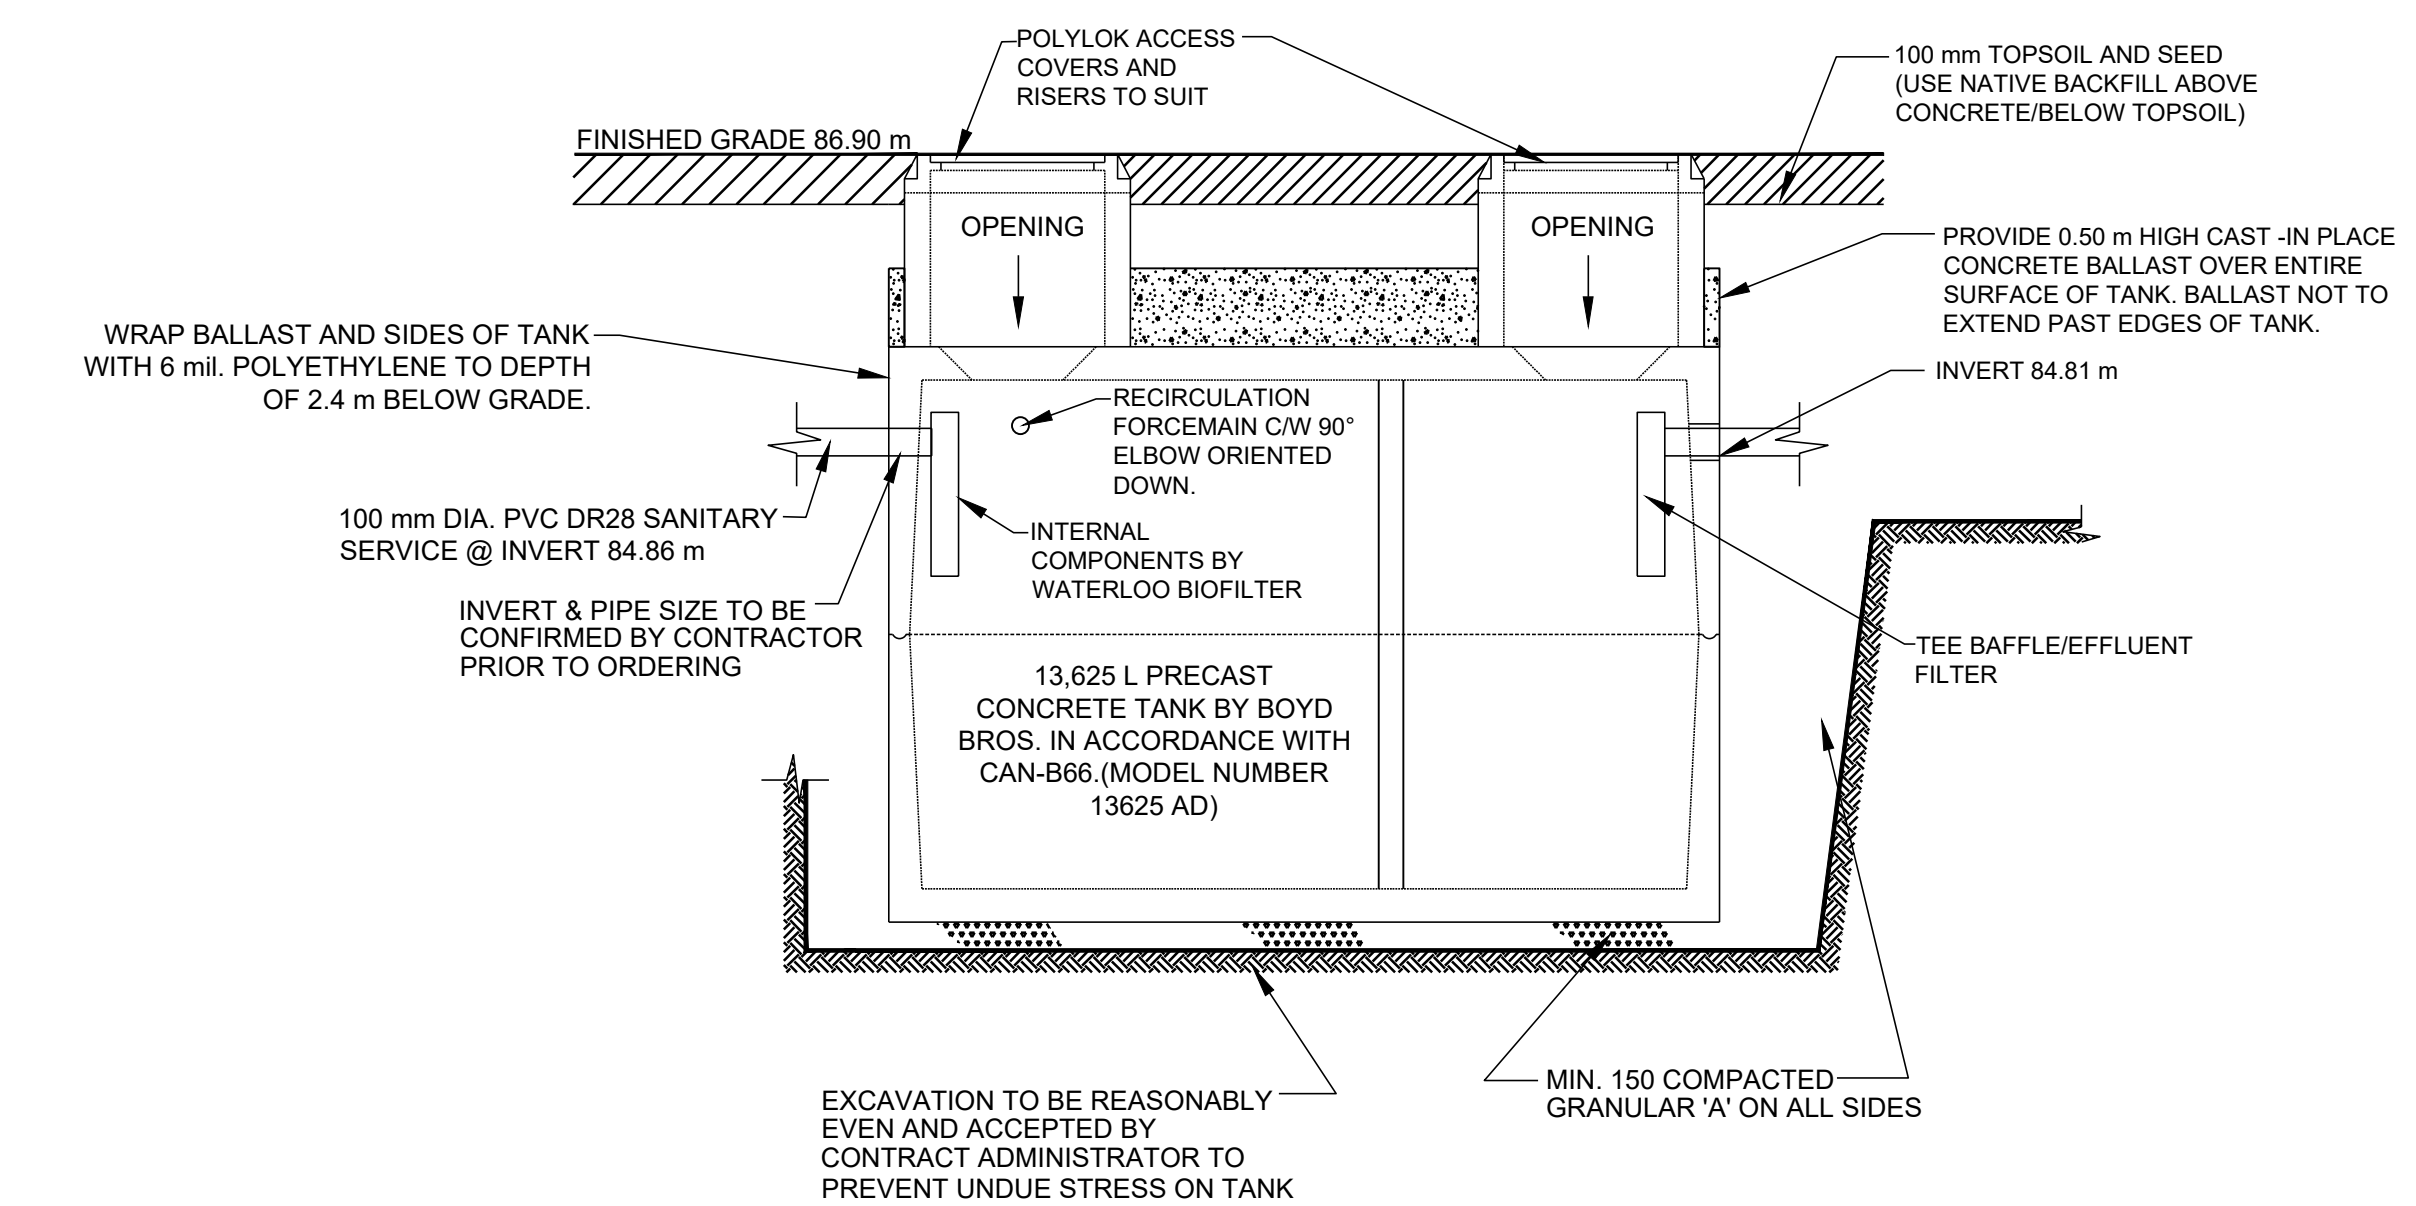 POLYLOK ACCESS
COVERS AND
RISERS TO SUIT
100 mm TOPSOIL AND SEED
(USE NATIVE BACKFILL ABOVE
CONCRETE/BELOW TOPSOIL)
FINISHED GRADE 86.90 m
OPENING
OPENING
PROVIDE 0.50 m HIGH CAST -IN PLACE
CONCRETE BALLAST OVER ENTIRE
SURFACE OF TANK. BALLAST NOT TO
EXTEND PAST EDGES OF TANK.
WRAP BALLAST AND SIDES OF TANK
WITH 6 mil. POLYETHYLENE TO DEPTH
OF 2.4 m BELOW GRADE.
INVERT 84.81 m
RECIRCULATION
FORCEMAIN C/W 90°
ELBOW ORIENTED
DOWN.
100 mm DIA. PVC DR28 SANITARY
SERVICE @ INVERT 84.86 m
INTERNAL
COMPONENTS BY
WATERLOO BIOFILTER
INVERT & PIPE SIZE TO BE
CONFIRMED BY CONTRACTOR
PRIOR TO ORDERING
TEE BAFFLE/EFFLUENT
FILTER
13,625 L PRECAST
CONCRETE TANK BY BOYD
BROS. IN ACCORDANCE WITH
CAN-B66.(MODEL NUMBER
13625 AD)
MIN. 150 COMPACTED
GRANULAR 'A' ON ALL SIDES
EXCAVATION TO BE REASONABLY
EVEN AND ACCEPTED BY
CONTRACT ADMINISTRATOR TO
PREVENT UNDUE STRESS ON TANK